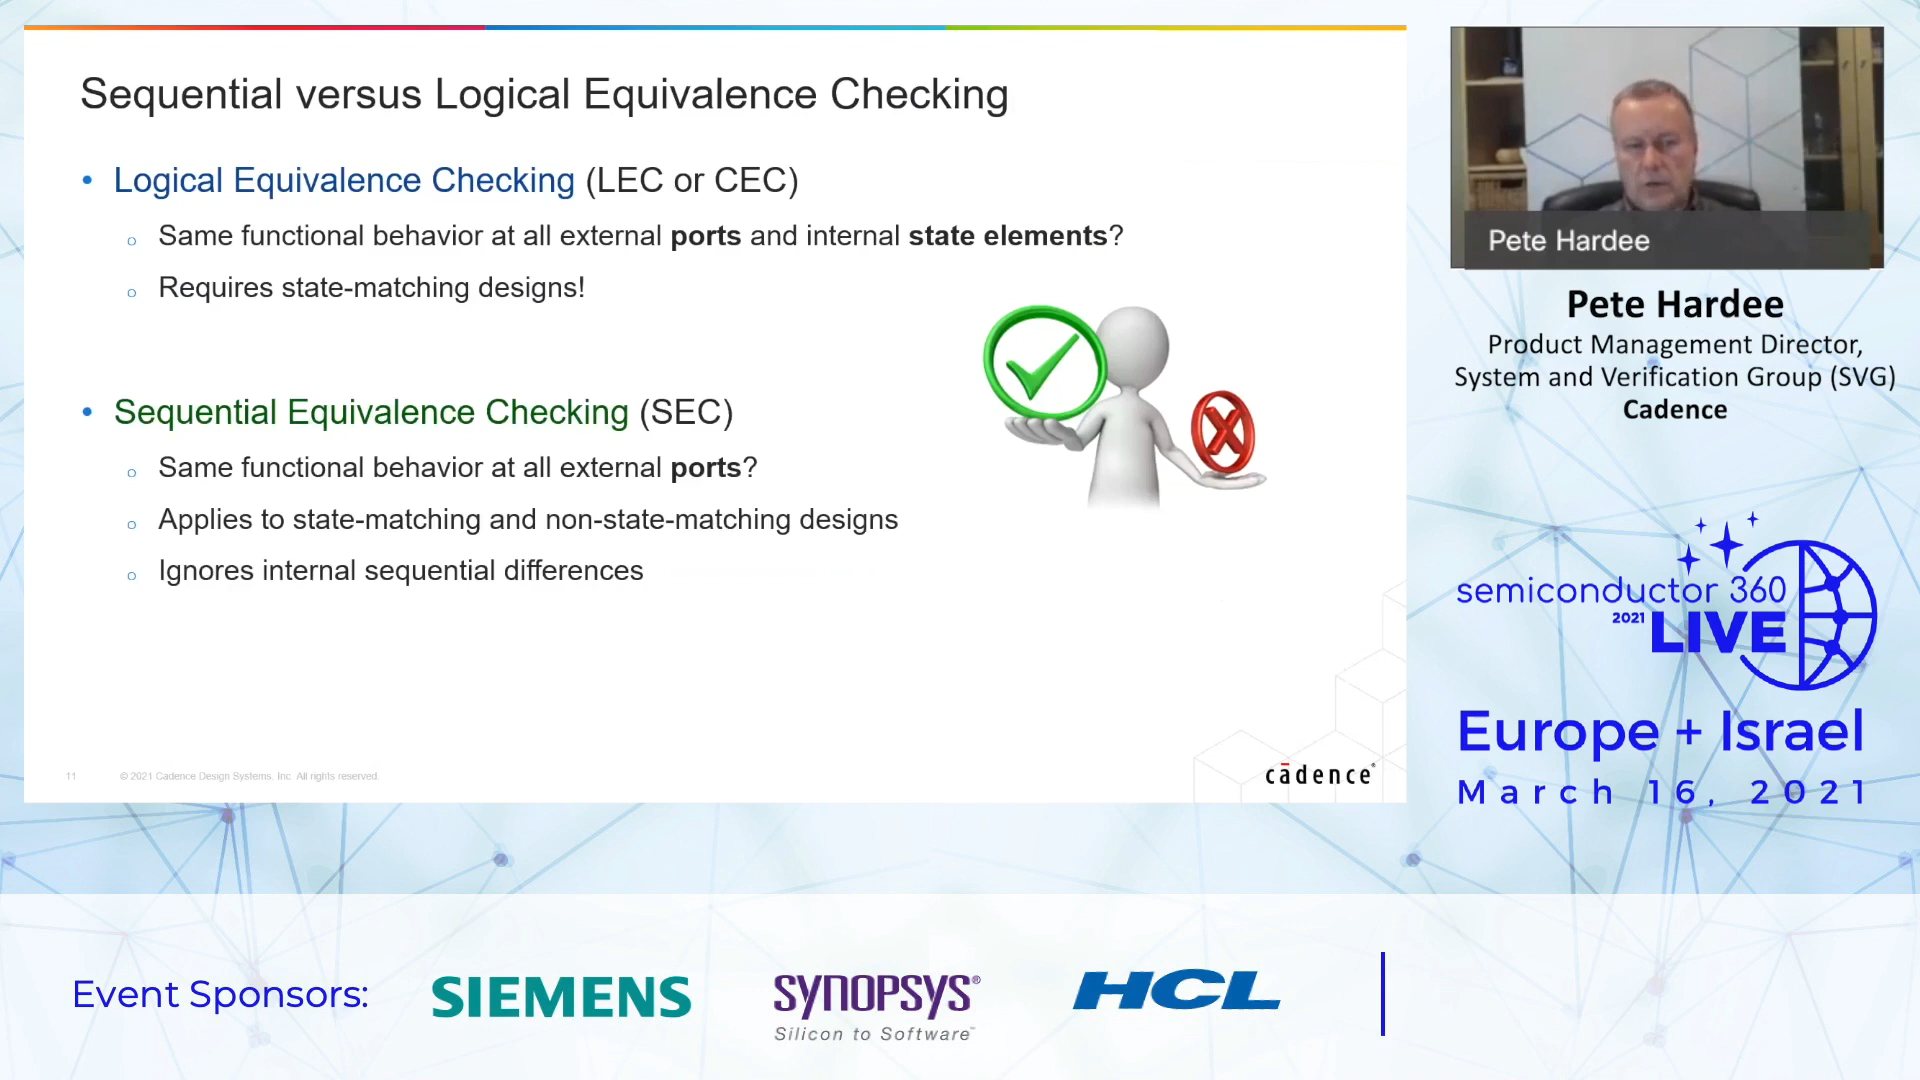 Sequential versus Logical Equivalence Checking
• Logical Equivalence Checking (LEC or CEC)
o Same functional behavior at all external ports and internal state elements?
o Requires state-matching designs!
• Sequential Equivalence Checking (SEC)
o Same functional behavior at all external ports?
o Applies to state-matching and non-state-matching designs
o Ignores internal sequential differences
11 © 2021 Cadence Design Systems, Inc. All rights reserved.
cādence®
Pete Hardee
Pete Hardee
Product Management Director,
System and Verification Group (SVG)
Cadence
semiconductor 360
2021 LIVE
Europe + Israel
March 16, 2021
Event Sponsors:
SIEMENS
SYNOPSYS®
Silicon to Software™
HCL